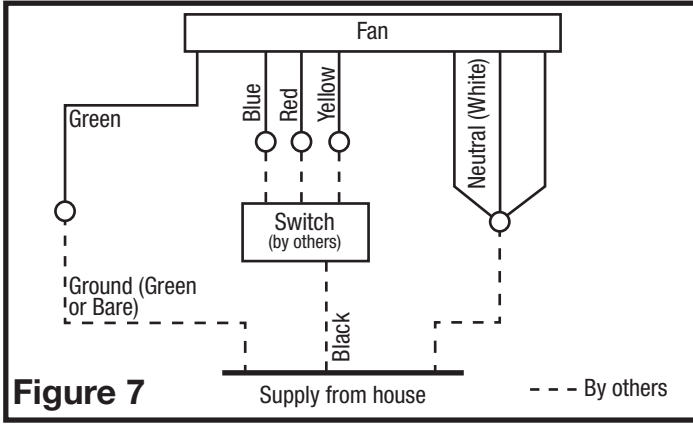 Fan
Green
Blue
Red
Yellow
Neutral (White)
Switch
(by others)
Ground (Green
or Bare)
Black
Figure 7
Supply from house
By others